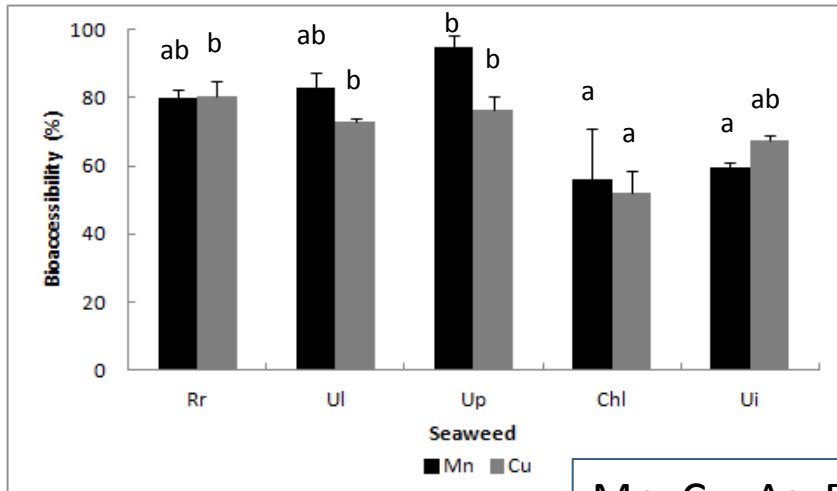 Bioaccessibility (%)
100
80
60
40
20
0
ab b ab b b b a a a ab
Rr Ul Up Chl Ui
Seaweed
Mn Cu